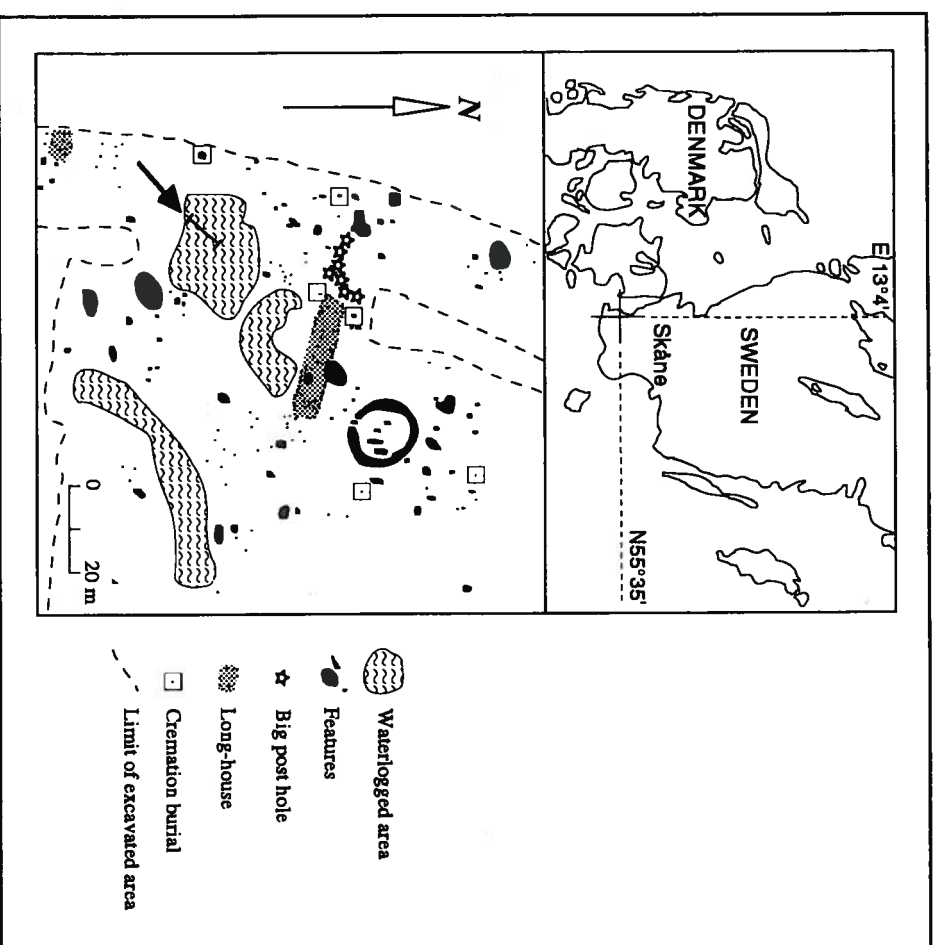 E 13°4'
DENMARK
SWEDEN
Skåne
N55°35'
N
0
20 m
Waterlogged area
Features
Big post hole
Long-house
Cremation burial
Limit of excavated area